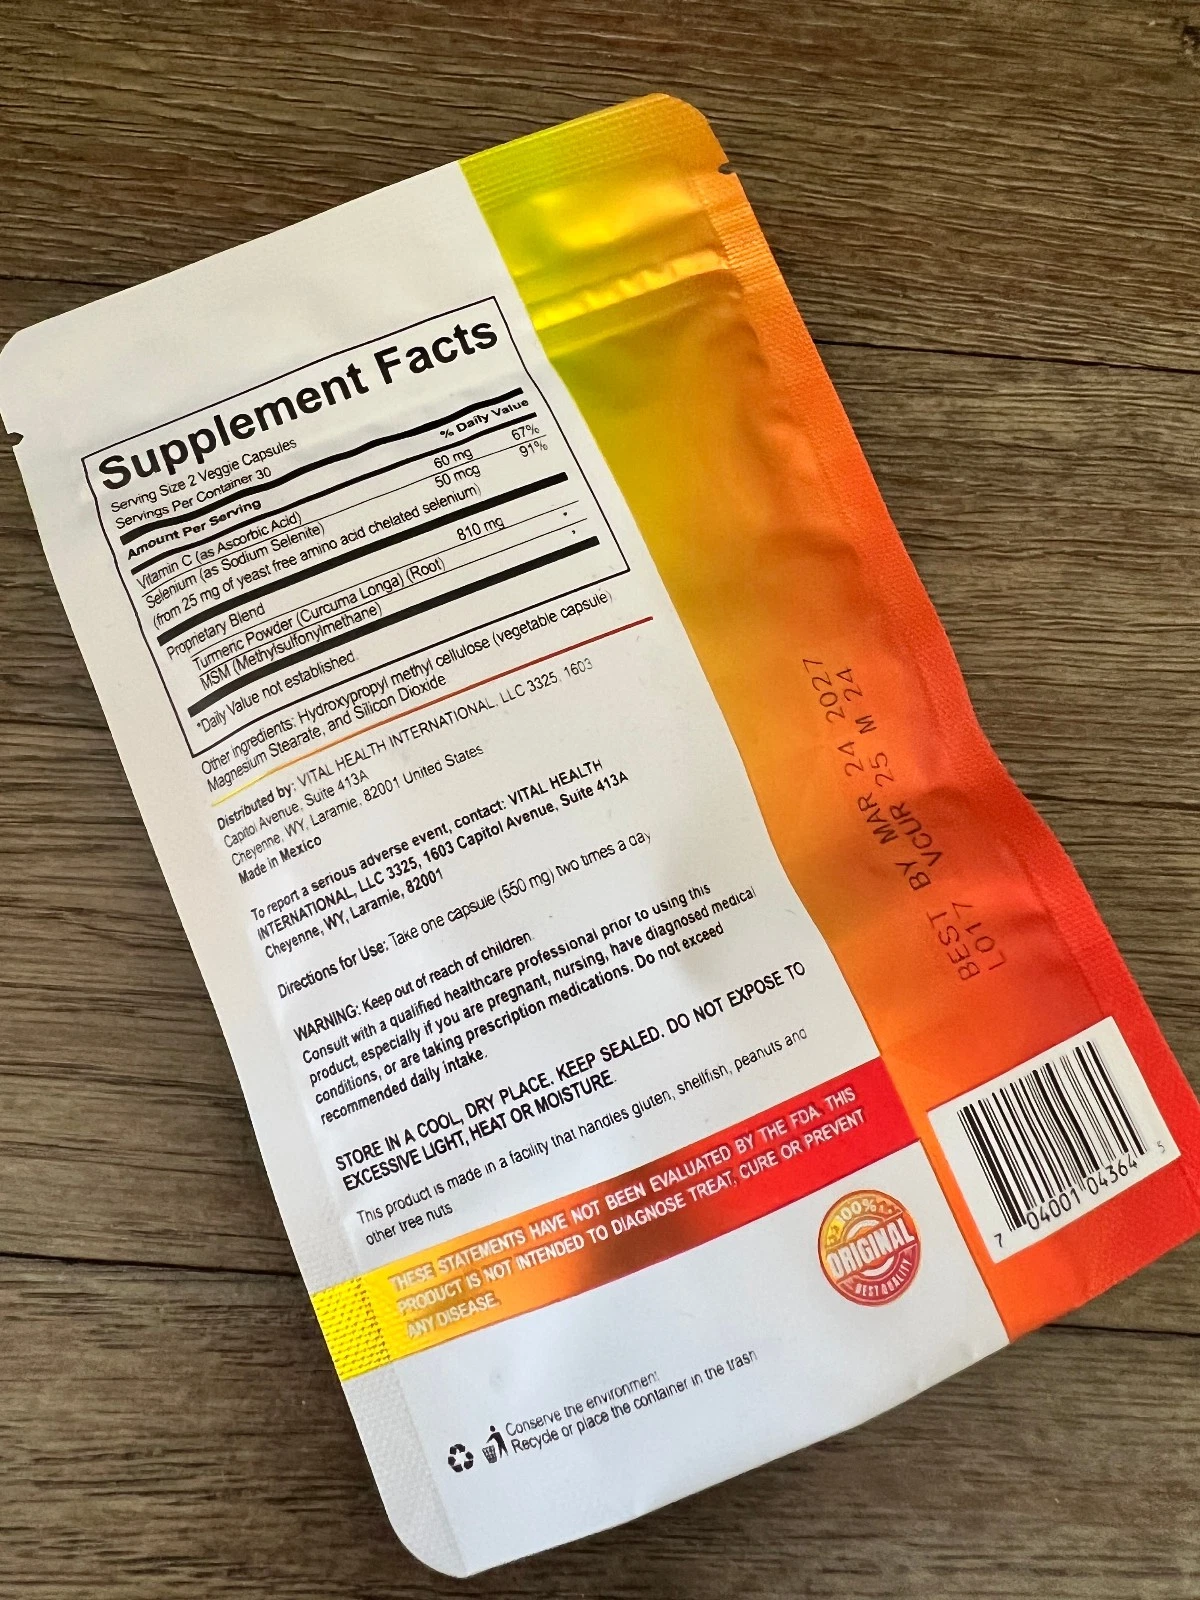 Supplement Facts
Serving Size 2 Veggie Capsules
Servings Per Container 30
Amount Per Serving % Daily Value
Vitamin C (as Ascorbic Acid) 60 mg 67%
Selenium (as Sodium Selenite) 50 mcg 91%
(from 25 mg of yeast free amino acid chelated selenium)
Proprietary Blend 810 mg
Turmeric Powder (Curcuma Longa) (Root) *
MSM (Methylsulfonylmethane) *
*Daily Value not established.
Other ingredients: Hydroxypropyl methyl cellulose (vegetable capsule)
Magnesium Stearate, and Silicon Dioxide
Distributed by: VITAL HEALTH INTERNATIONAL. LLC 3325. 1603
Capitol Avenue, Suite 413A
Cheyenne, WY, Laramie, 82001 United States
Made in Mexico
To report a serious adverse event, contact: VITAL HEALTH
INTERNATIONAL, LLC 3325, 1603 Capitol Avenue, Suite 413A
Cheyenne, WY, Laramie, 82001
Directions for Use: Take one capsule (550 mg) two times a day
WARNING: Keep out of reach of children.
Consult with a qualified healthcare professional prior to using this
product, especially if you are pregnant, nursing, have diagnosed medical
conditions, or are taking prescription medications. Do not exceed
recommended daily intake.
STORE IN A COOL, DRY PLACE. KEEP SEALED. DO NOT EXPOSE TO
EXCESSIVE LIGHT, HEAT OR MOISTURE.
This product is made in a facility that handles gluten, shellfish, peanuts and
other tree nuts
THESE STATEMENTS HAVE NOT BEEN EVALUATED BY THE FDA. THIS
PRODUCT IS NOT INTENDED TO DIAGNOSE TREAT, CURE OR PREVENT
ANY DISEASE.
100%
ORIGINAL
BEST QUALITY
Conserve the environment
Recycle or place the container in the trash
BEST BY MAR 24 2027
L017 VCUR 25 M 24
7 04001 04364 5